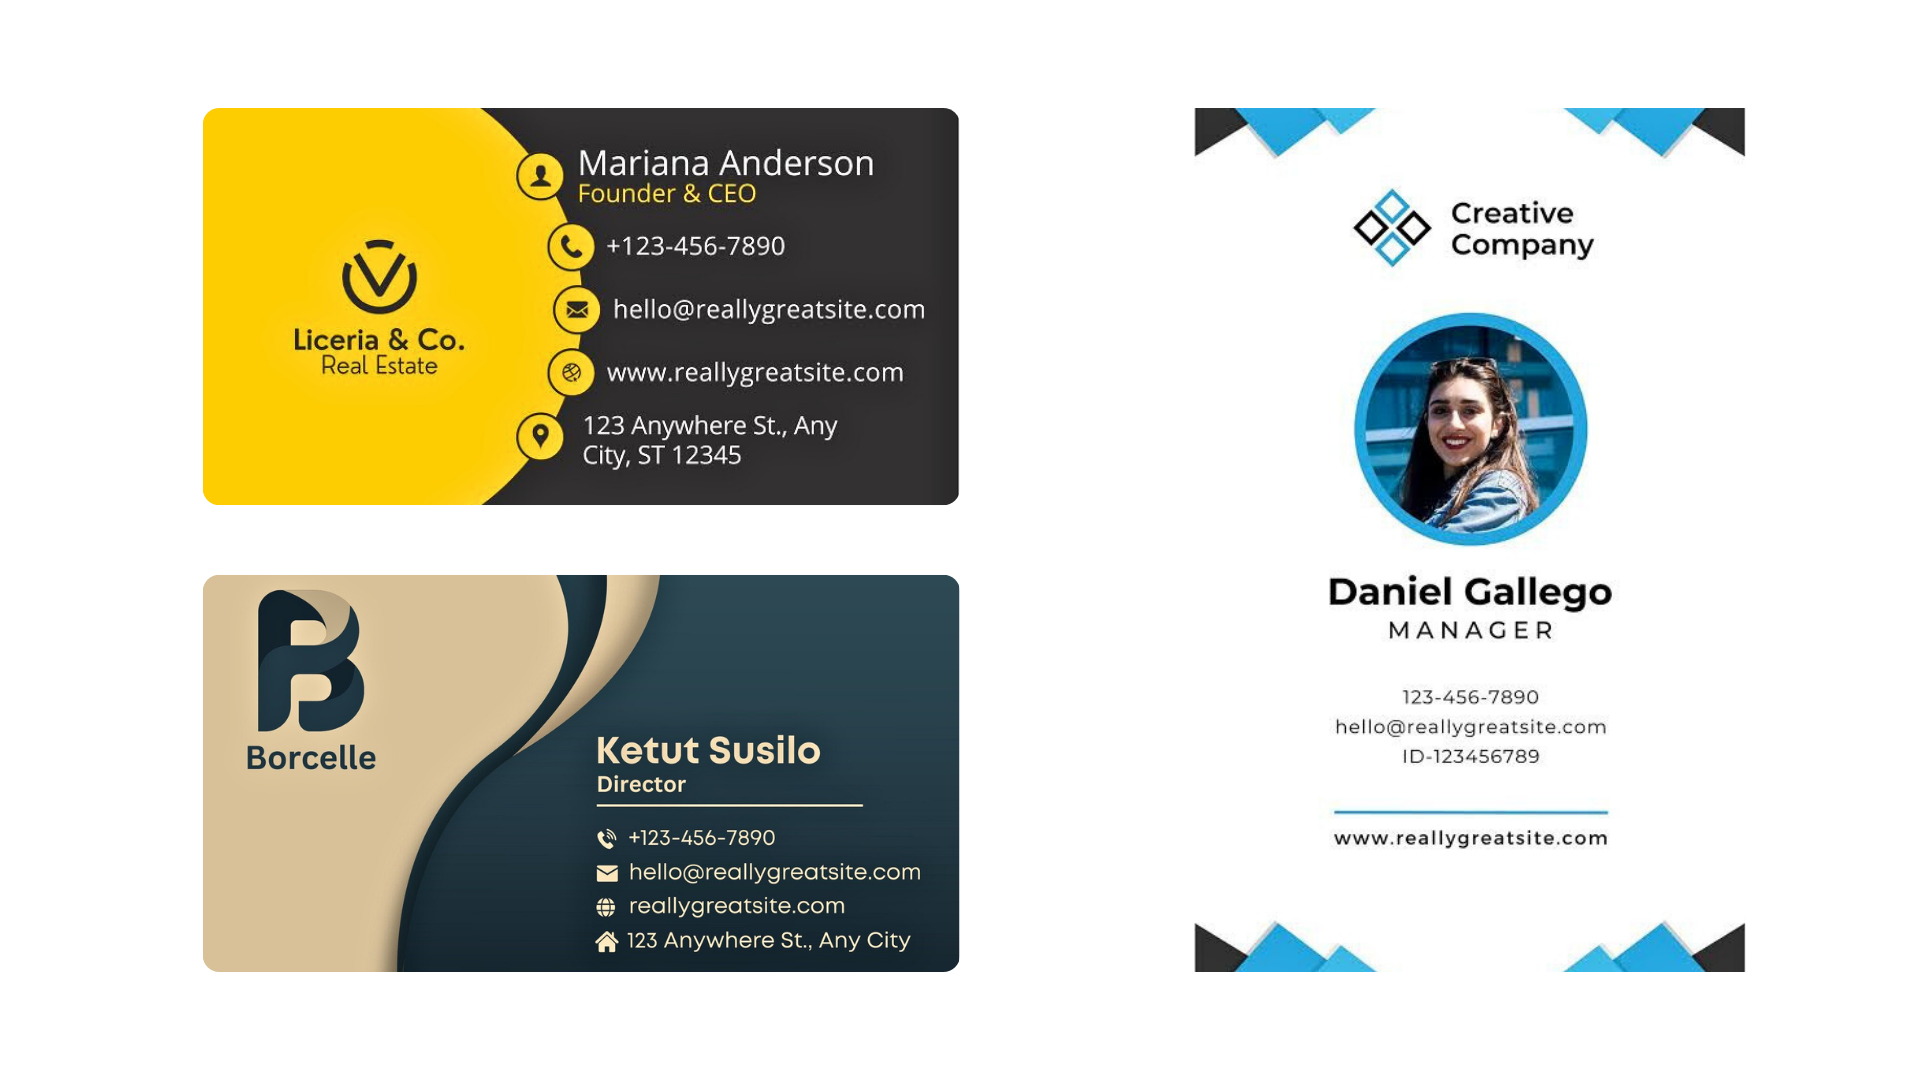 Liceria & Co.
Real Estate
Mariana Anderson
Founder & CEO
+123-456-7890
hello@reallygreatsite.com
www.reallygreatsite.com
123 Anywhere St., Any
City, ST 12345
Borcelle
Ketut Susilo
Director
+123-456-7890
hello@reallygreatsite.com
reallygreatsite.com
123 Anywhere St., Any City
Creative
Company
Daniel Gallego
MANAGER
123-456-7890
hello@reallygreatsite.com
ID-123456789
www.reallygreatsite.com